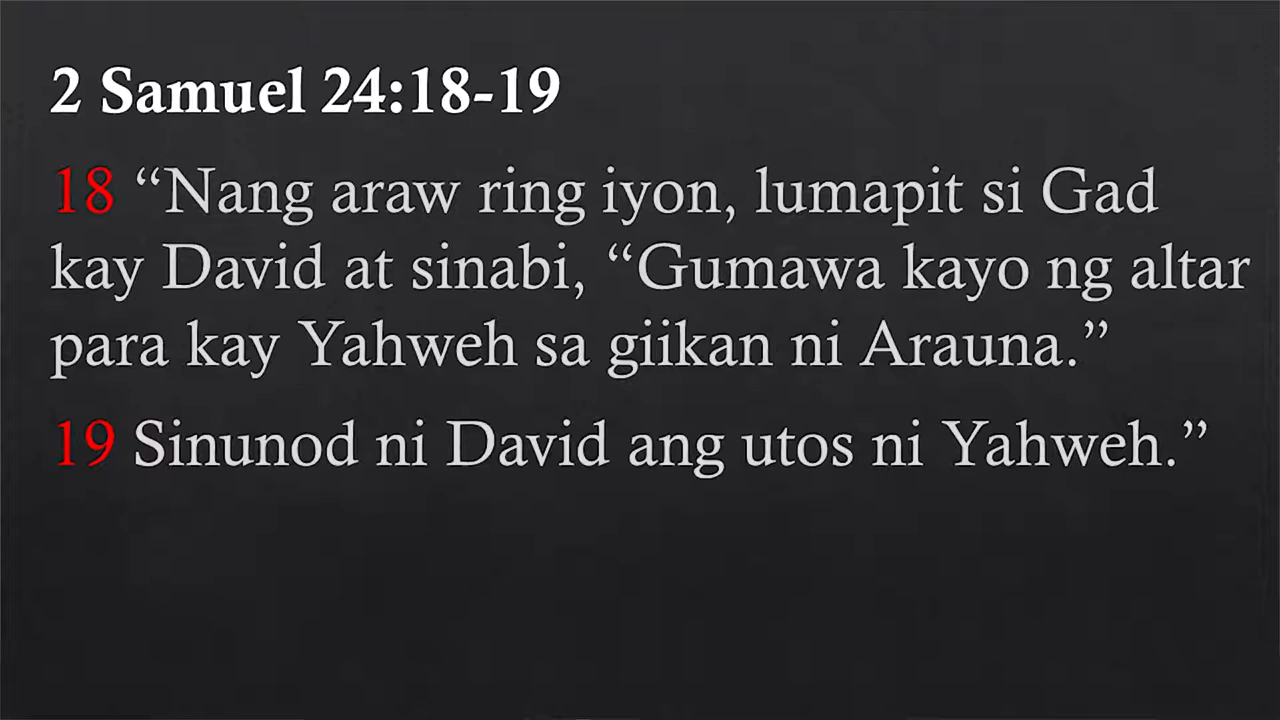 2 Samuel 24:18-19
18 “Nang araw ring iyon, lumapit si Gad
kay David at sinabi, “Gumawa kayo ng altar
para kay Yahweh sa giikan ni Arauna.”
19 Sinunod ni David ang utos ni Yahweh.”